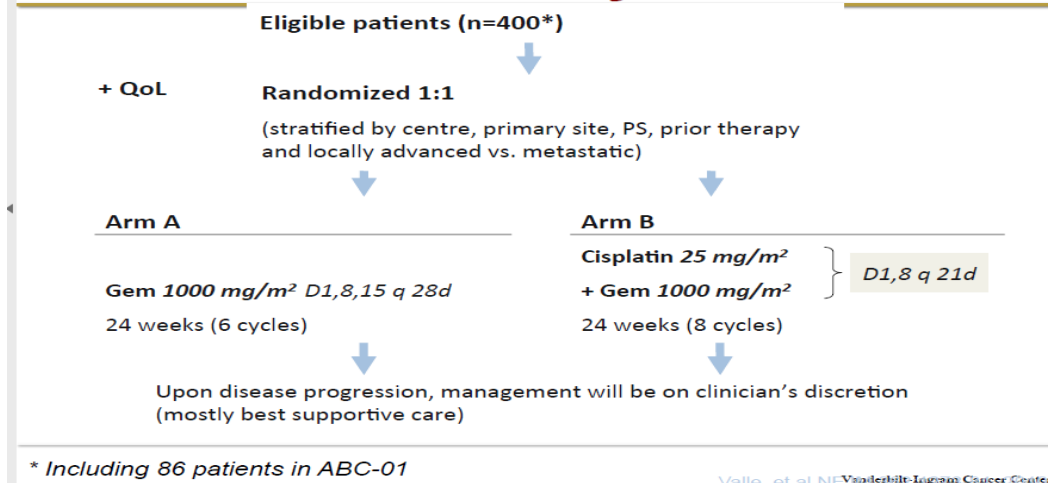 Eligible patients (n=400*)
+ QoL
Randomized 1:1
(stratified by centre, primary site, PS, prior therapy
and locally advanced vs. metastatic)
Arm A
Arm B
Cisplatin 25 mg/m²
+ Gem 1000 mg/m²
D1,8 q 21d
Gem 1000 mg/m² D1,8,15 q 28d
24 weeks (6 cycles)
24 weeks (8 cycles)
Upon disease progression, management will be on clinician's discretion
(mostly best supportive care)
* Including 86 patients in ABC-01
Valle, et al
Vanderbilt-Ingram Cancer Center